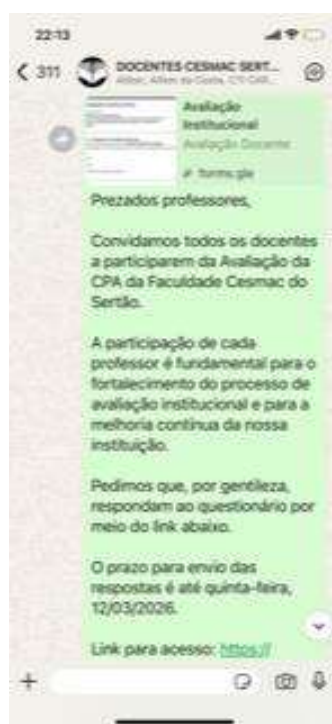 22:13
311
DOCENTES CESMAC SERT...
Avaliação
Institucional
Avaliação Docente
forms.gle
Prezados professores,
Convidamos todos os docentes
a participarem da Avaliação da
CPA da Faculdade Cesmac do
Sertão.
A participação de cada
professor é fundamental para o
fortalecimento do processo de
avaliação institucional e para a
melhoria contínua da nossa
instituição.
Pedimos que, por gentileza,
respondam ao questionário por
meio do link abaixo.
O prazo para envio das
respostas é até quinta-feira,
12/03/2026.
Link para acesso: https://